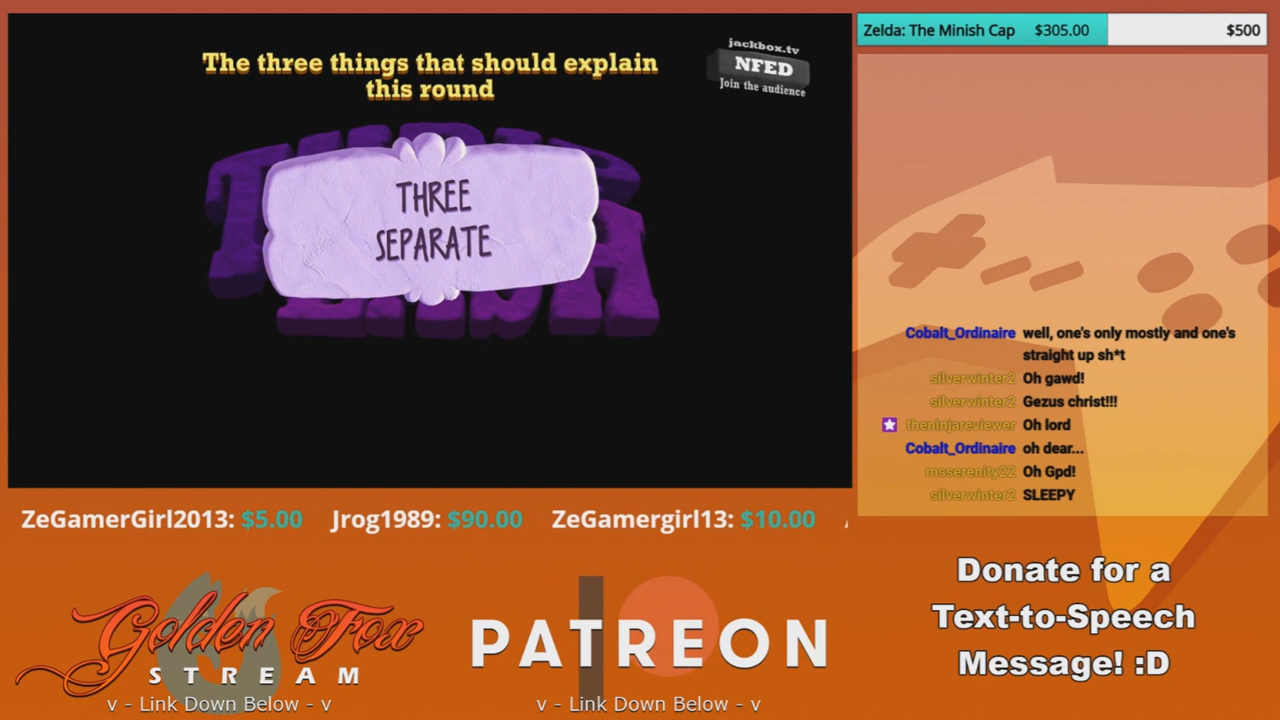 The three things that should explain
this round
jackbox.tv
NFED
Join the audience
THREE
SEPARATE
Zelda: The Minish Cap $305.00 $500
Cobalt_Ordinaire well, one's only mostly and one's
straight up sh*t
silverwinter2 Oh gawd!
silverwinter2 Gezus christ!!!
theninjareviewer Oh lord
Cobalt_Ordinaire oh dear...
msserenity22 Oh Gpd!
silverwinter2 SLEEPY
ZeGamerGirl2013: $5.00 Jrog1989: $90.00 ZeGamergirl13: $10.00
Golden Fox
STREAM
v - Link Down Below - v
PATREON
v - Link Down Below - v
Donate for a
Text-to-Speech
Message! :D